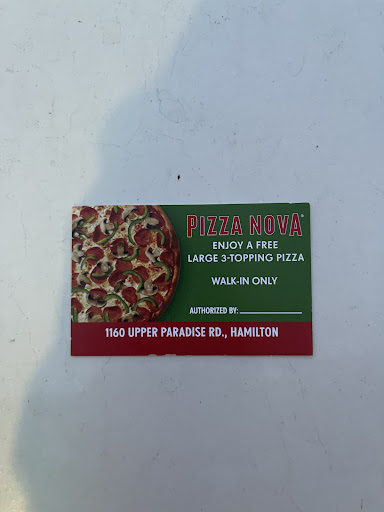 PIZZA NOVA®
ENJOY A FREE
LARGE 3-TOPPING PIZZA
WALK-IN ONLY
AUTHORIZED BY:
1160 UPPER PARADISE RD., HAMILTON